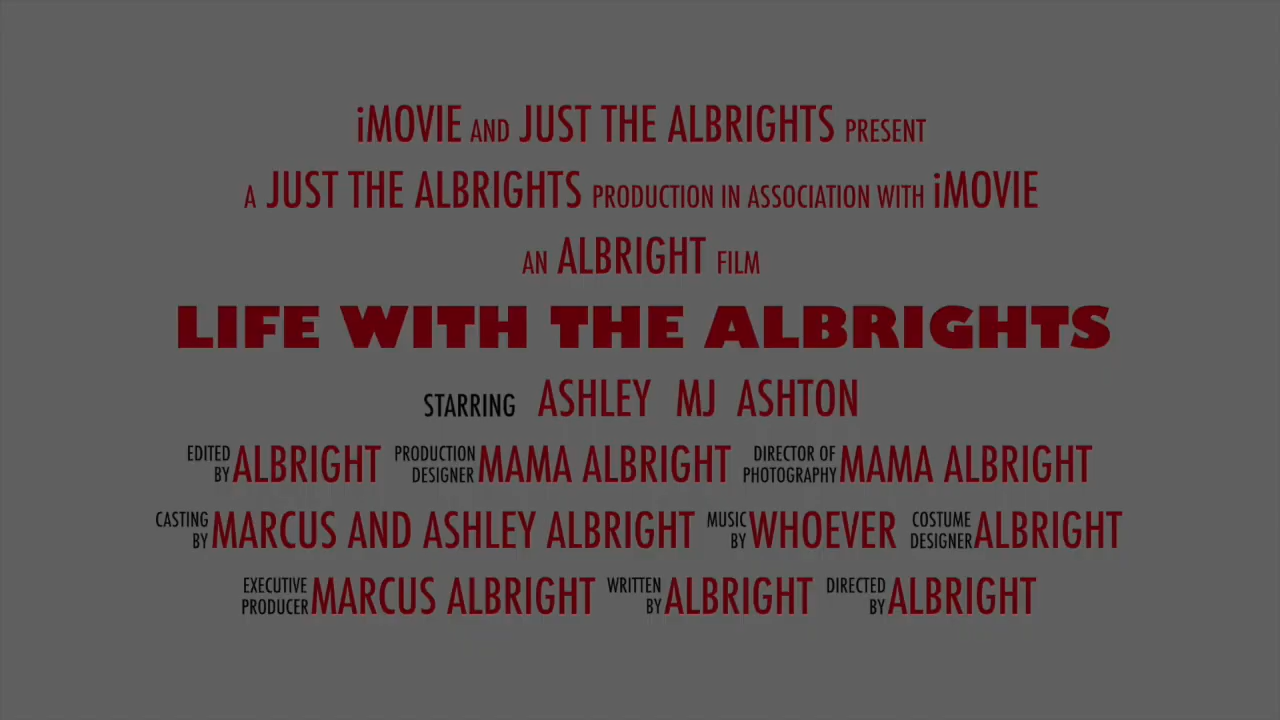 iMOVIE AND JUST THE ALBRIGHTS PRESENT
A JUST THE ALBRIGHTS PRODUCTION IN ASSOCIATION WITH iMOVIE
AN ALBRIGHT FILM
LIFE WITH THE ALBRIGHTS
STARRING ASHLEY MJ ASHTON
EDITED BY ALBRIGHT PRODUCTION DESIGNER MAMA ALBRIGHT DIRECTOR OF PHOTOGRAPHY MAMA ALBRIGHT
CASTING BY MARCUS AND ASHLEY ALBRIGHT MUSIC BY WHOEVER COSTUME DESIGNER ALBRIGHT
EXECUTIVE PRODUCER MARCUS ALBRIGHT WRITTEN BY ALBRIGHT DIRECTED BY ALBRIGHT